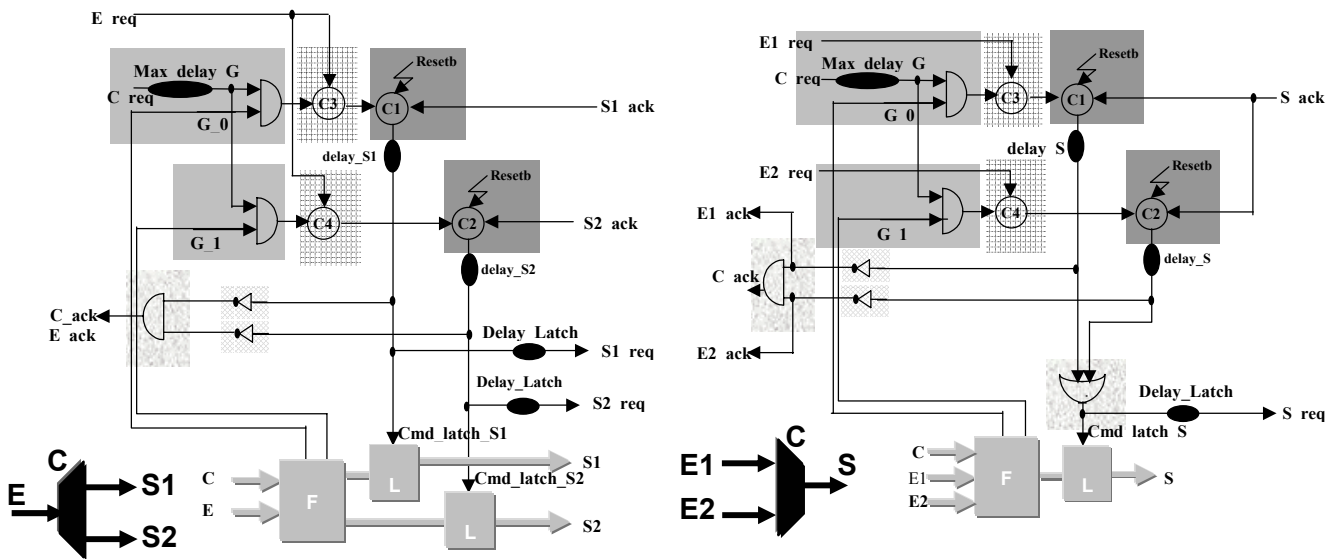 E req
Max delay G
C req
G_0
C3
C1
Resetb
S1 ack
delay_S1
C4
C2
Resetb
S2 ack
G_1
delay_S2
C_ack
E ack
Delay Latch
S1 req
Delay_Latch
S2 req
Cmd_latch_S1
C
E
F
L
S1
Cmd_latch_S2
L
S2
C
E
S1
S2
E1 req
Max delay G
C req
G 0
C3
C1
Resetb
S ack
delay S
E2 req
C4
C2
Resetb
G 1
E1 ack
delay_S
C ack
E2 ack
Delay_Latch
S req
Cmd latch S
C
E1
E2
F
L
S
C
E1
E2
S